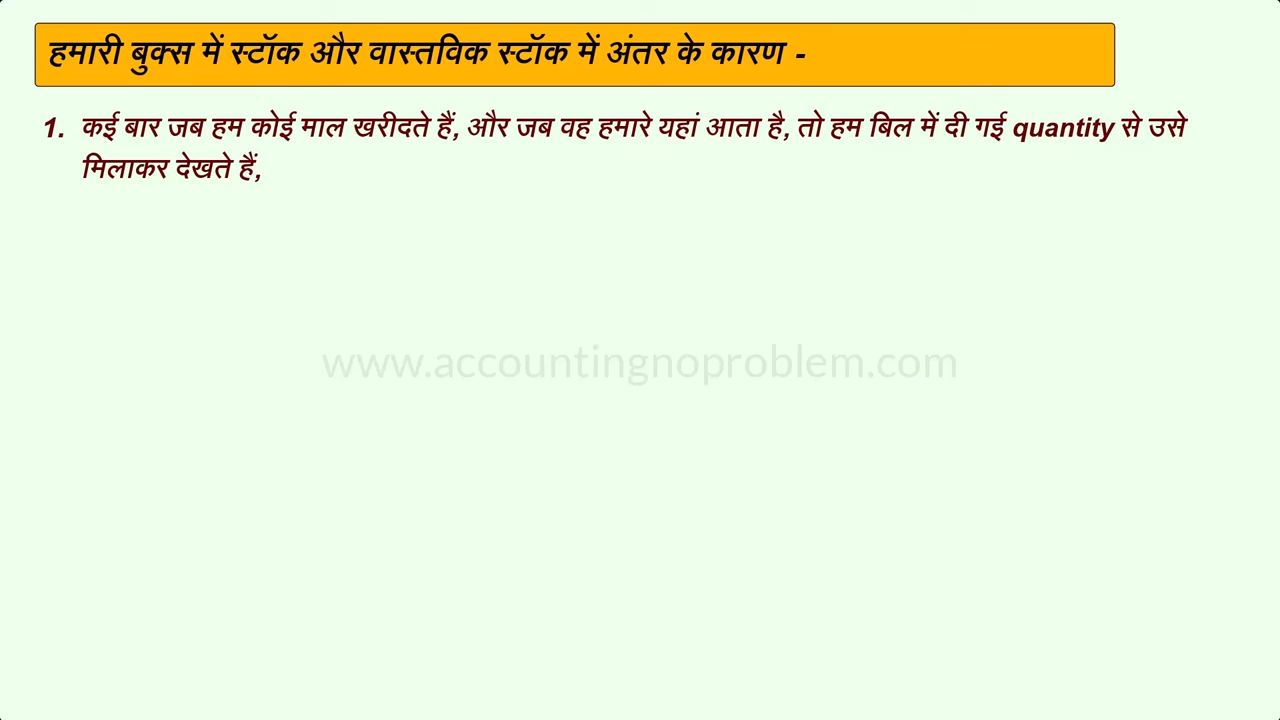 हमारी बुक्स में स्टॉक और वास्तविक स्टॉक में अंतर के कारण -
1. कई बार जब हम कोई माल खरीदते हैं, और जब वह हमारे यहां आता है, तो हम बिल में दी गई quantity से उसे
मिलाकर देखते हैं,
www.accountingnoproblem.com